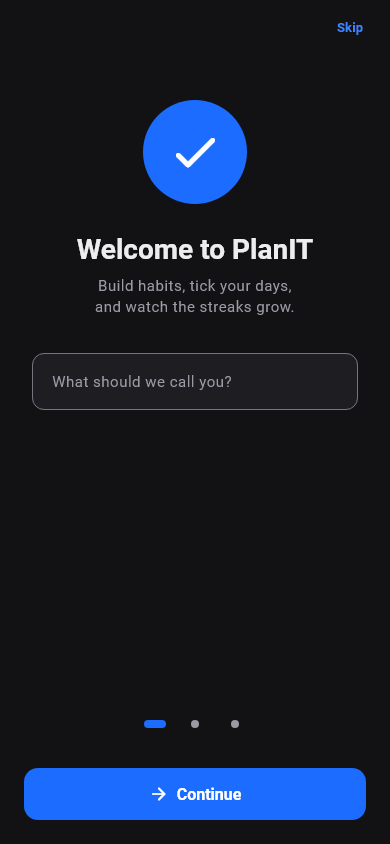 Skip
Welcome to PlanIT
Build habits, tick your days,
and watch the streaks grow.
What should we call you?
Continue